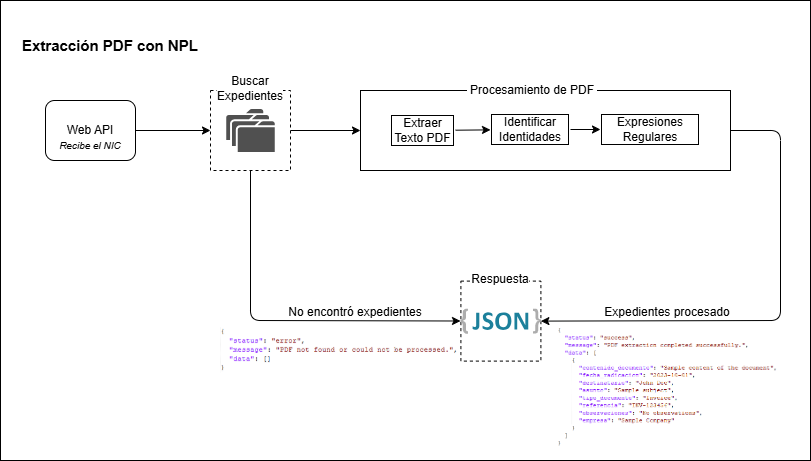 Extracción PDF con NPL
Buscar
Expedientes
Procesamiento de PDF
Web API
Recibe el NIC
Extraer
Texto PDF
Identificar
Identidades
Expresiones
Regulares
Respuesta
No encontró expedientes
{JSON}
Expedientes procesado
{
"status": "error",
"message": "PDF not found or could not be processed.",
"data": []
}
{
"status": "success",
"message": "PDF extraction completed successfully.",
"data": [
{
"contenido_documento": "Sample content of the document",
"fecha_radicacion": "2023-10-01",
"destinatario": "John Doe",
"asunto": "Sample subject",
"tipo_documento": "Invoice",
"referencia":
"observaciones": "No observations",
"empresa": "Sample Company"
}
]
}